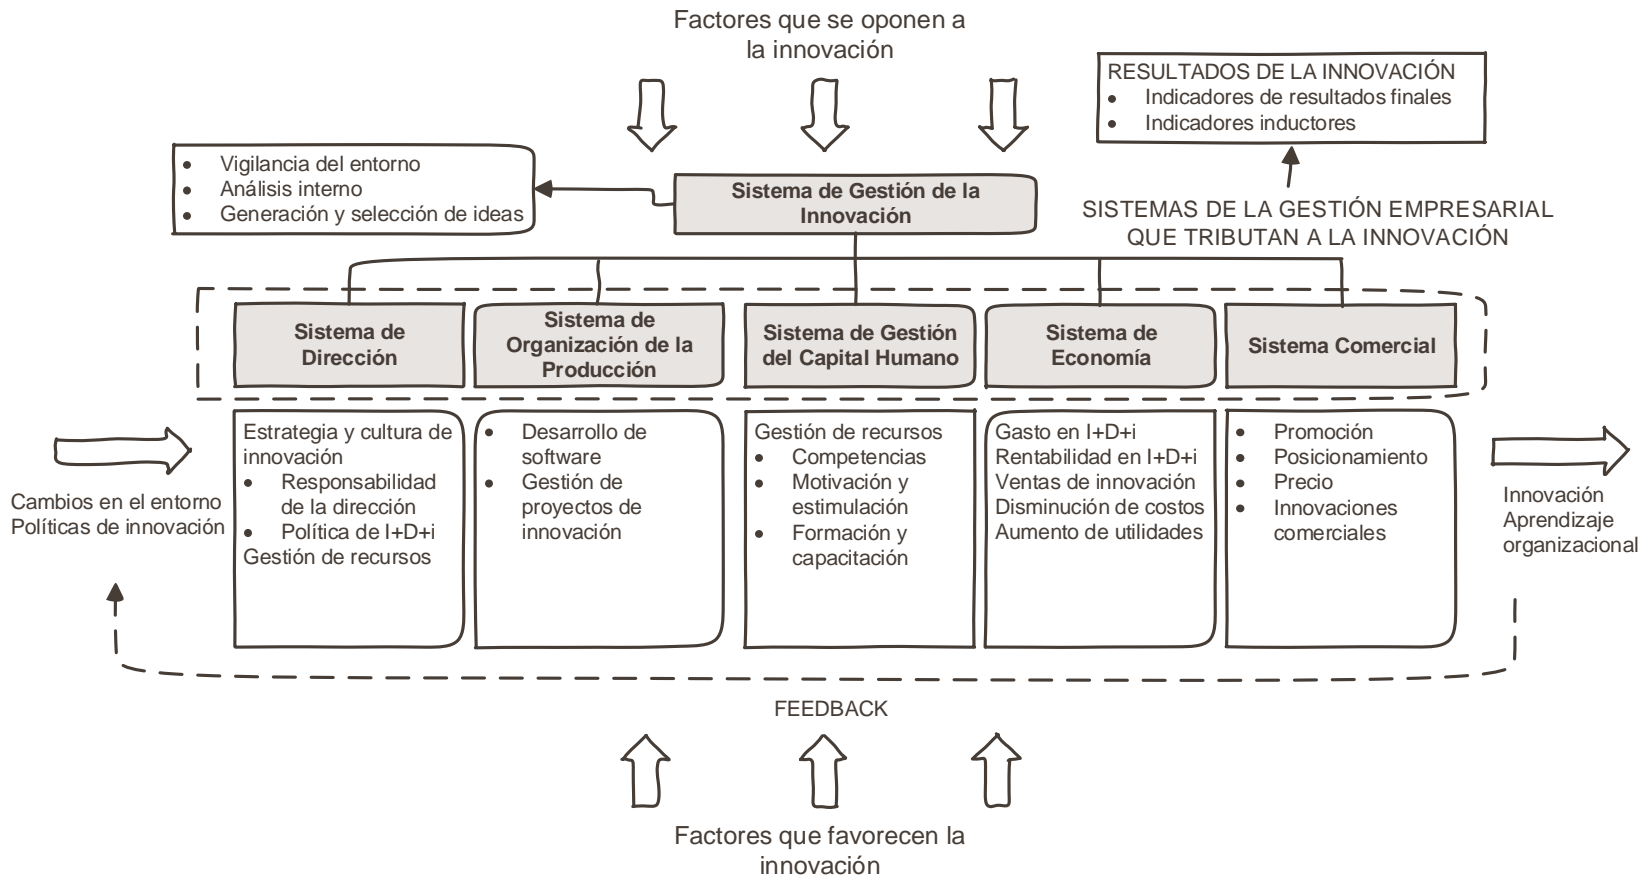 Factores que se oponen a
la innovación
RESULTADOS DE LA INNOVACIÓN
• Indicadores de resultados finales
• Indicadores inductores
• Vigilancia del entorno
• Análisis interno
• Generación y selección de ideas
Sistema de Gestión de la
Innovación
SISTEMAS DE LA GESTIÓN EMPRESARIAL
QUE TRIBUTAN A LA INNOVACIÓN
Sistema de
Dirección
Sistema de
Organización de la
Producción
Sistema de Gestión
del Capital Humano
Sistema de
Economía
Sistema Comercial
Cambios en el entorno
Políticas de innovación
Estrategia y cultura de
innovación
• Responsabilidad
de la dirección
• Política de I+D+i
Gestión de recursos
• Desarrollo de
software
• Gestión de
proyectos de
innovación
Gestión de recursos
• Competencias
• Motivación y
estimulación
• Formación y
capacitación
Gasto en I+D+i
Rentabilidad en I+D+i
Ventas de innovación
Disminución de costos
Aumento de utilidades
• Promoción
• Posicionamiento
• Precio
• Innovaciones
comerciales
Innovación
Aprendizaje
organizacional
FEEDBACK
Factores que favorecen la
innovación